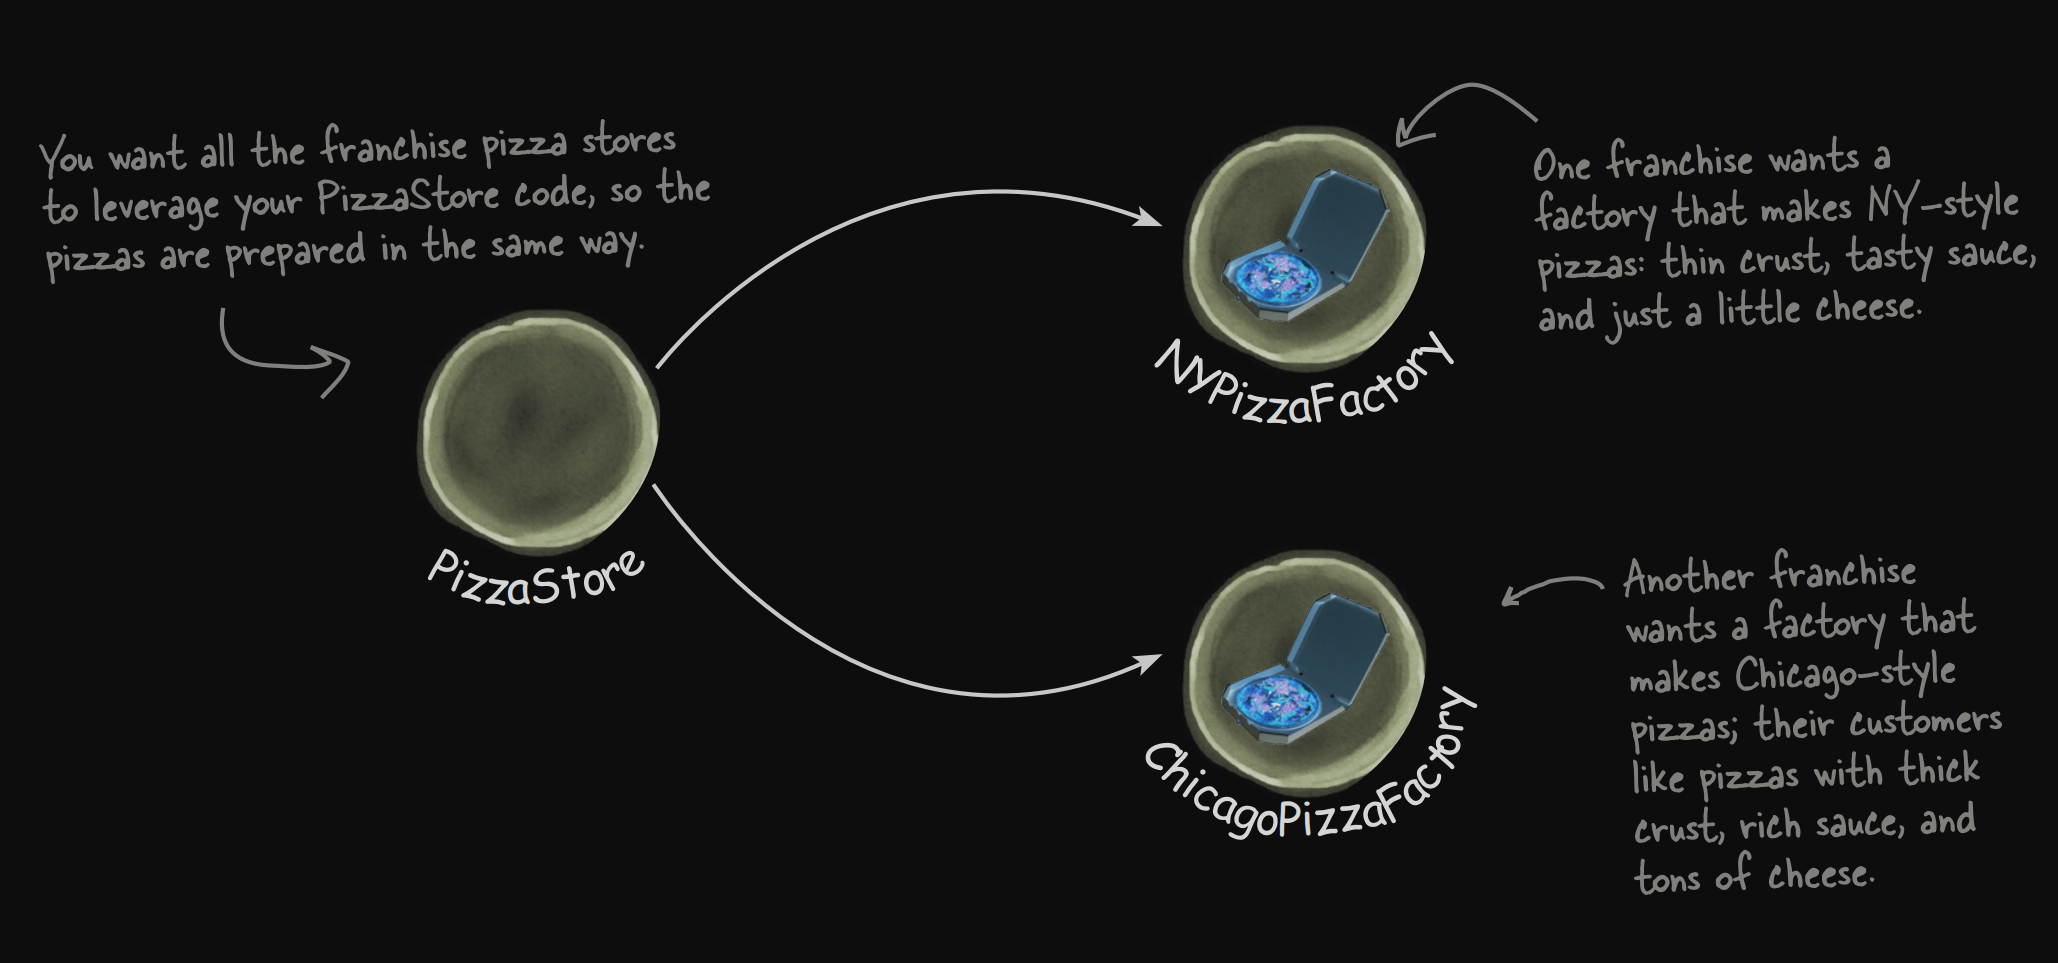 You want all the franchise pizza stores
to leverage your PizzaStore code, so the
pizzas are prepared in the same way.
PizzaStore
NYPizzaFactory
One franchise wants a
factory that makes NY-style
pizzas: thin crust, tasty sauce,
and just a little cheese.
ChicagoPizzaFactory
Another franchise
wants a factory that
makes Chicago-style
pizzas; their customers
like pizzas with thick
crust, rich sauce, and
tons of cheese.